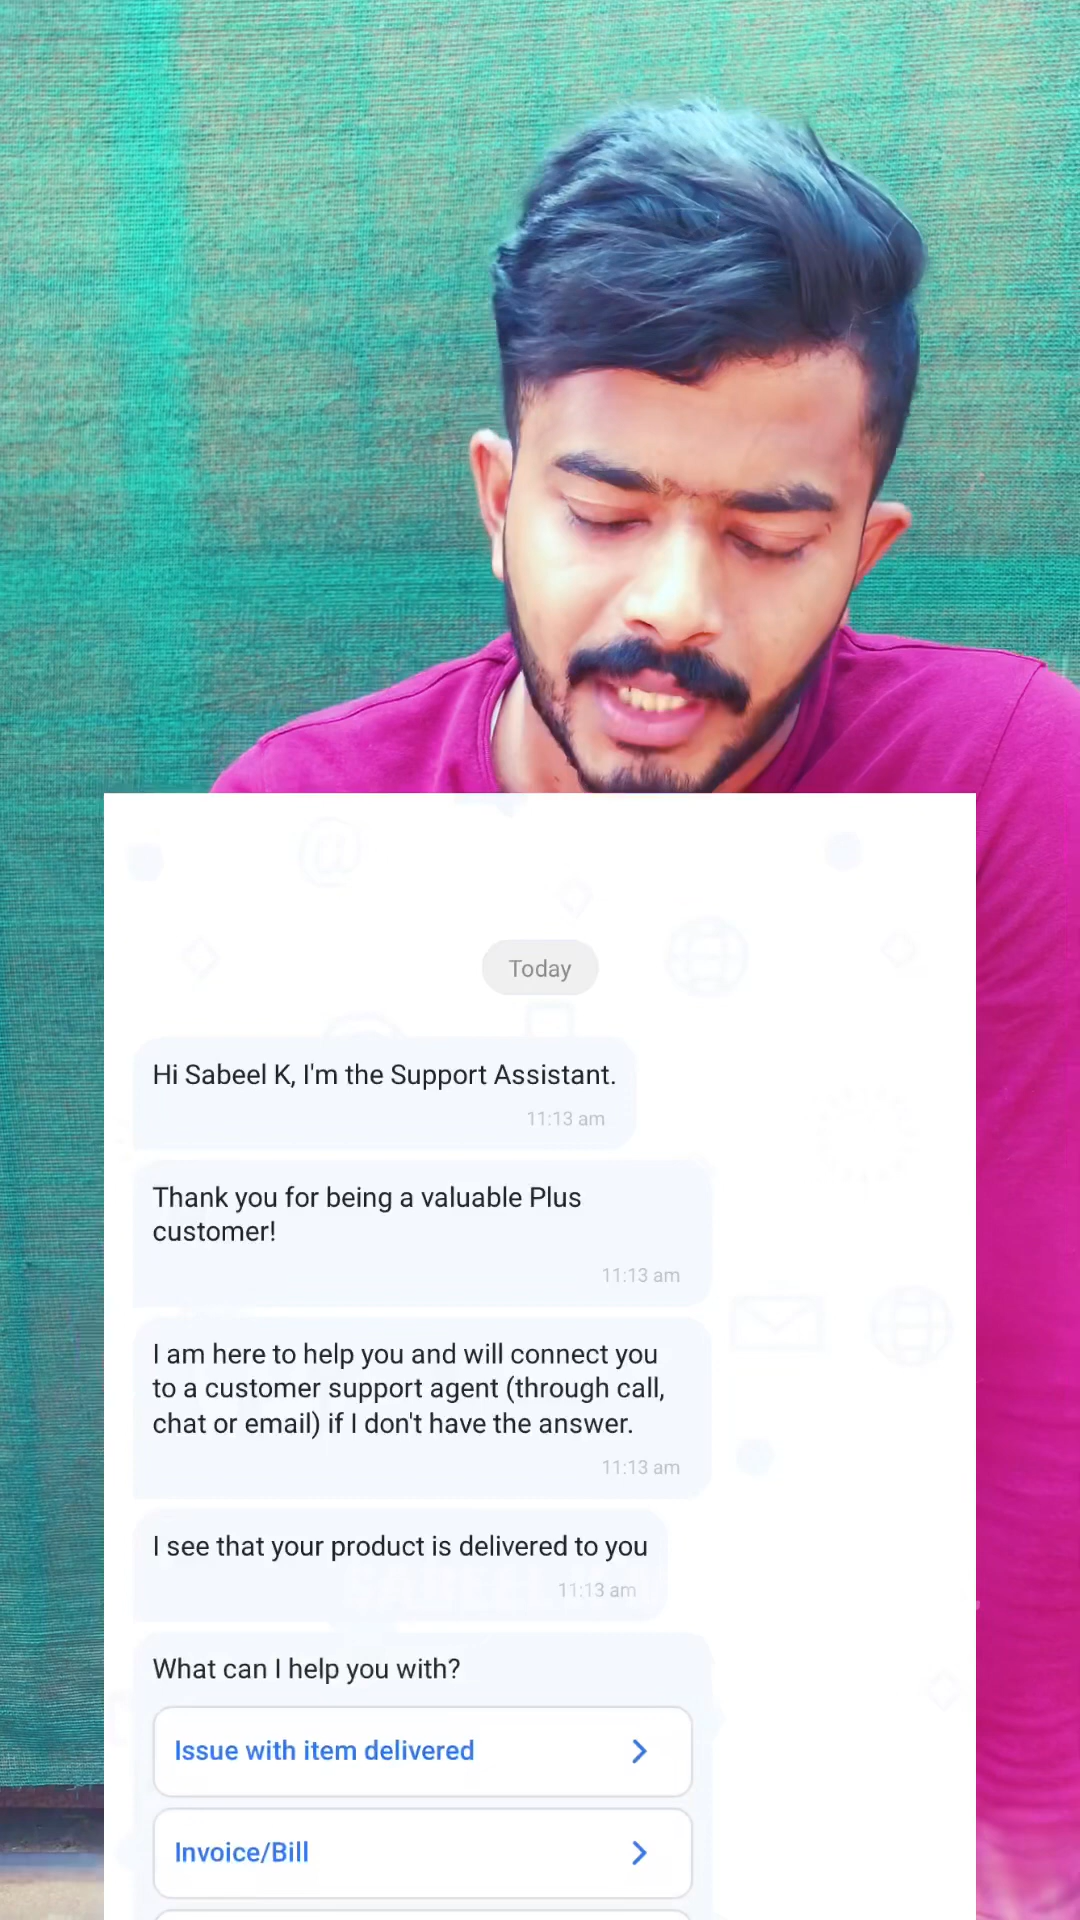 Today
Hi Sabeel K, I'm the Support Assistant.
11:13 am
Thank you for being a valuable Plus
customer!
11:13 am
I am here to help you and will connect you
to a customer support agent (through call,
chat or email) if I don't have the answer.
11:13 am
I see that your product is delivered to you
11:13 am
What can I help you with?
Issue with item delivered
Invoice/Bill